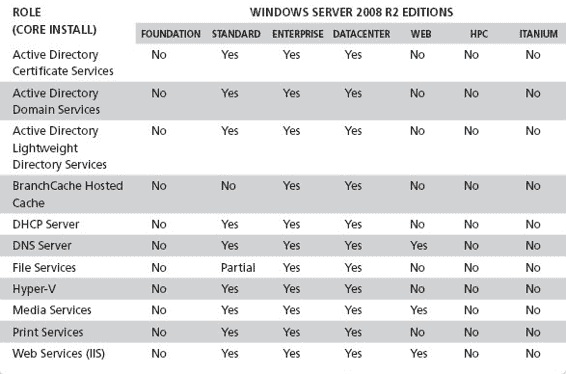 ROLE WINDOWS SERVER 2008 R2 EDITIONS
(CORE INSTALL) FOUNDATION STANDARD ENTERPRISE DATACENTER WEB HPC ITANIUM
Active Directory No Yes Yes Yes No No No
Certificate Services
Active Directory No Yes Yes Yes No No No
Domain Services
Active Directory No Yes Yes Yes No No No
Lightweight
Directory Services
BranchCache Hosted No No Yes Yes No No No
Cache
DHCP Server No Yes Yes Yes No No No
DNS Server No Yes Yes Yes Yes No No
File Services No Partial Yes Yes No No No
Hyper-V No Yes Yes Yes No No No
Media Services No Yes Yes Yes Yes No No
Print Services No Yes Yes Yes No No No
Web Services (IIS) No Yes Yes Yes Yes No No